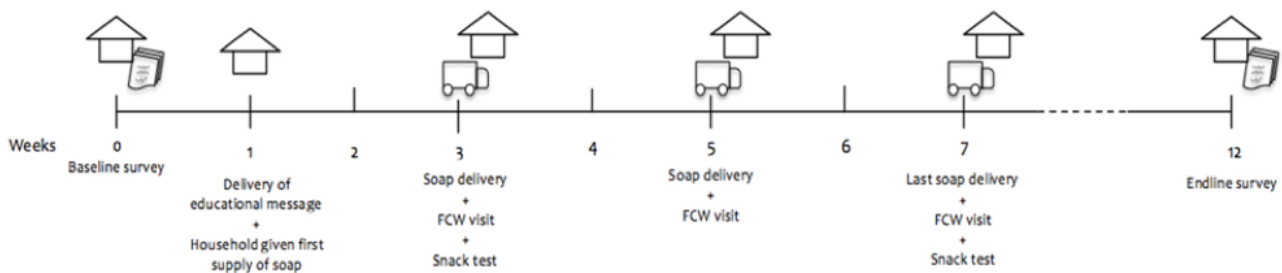 Weeks
0
Baseline survey
1
Delivery of
educational message
+
Household given first
supply of soap
2
3
Soap delivery
+
FCW visit
+
Snack test
4
5
Soap delivery
+
FCW visit
6
7
Last soap delivery
+
FCW visit
+
Snack test
12
Endline survey